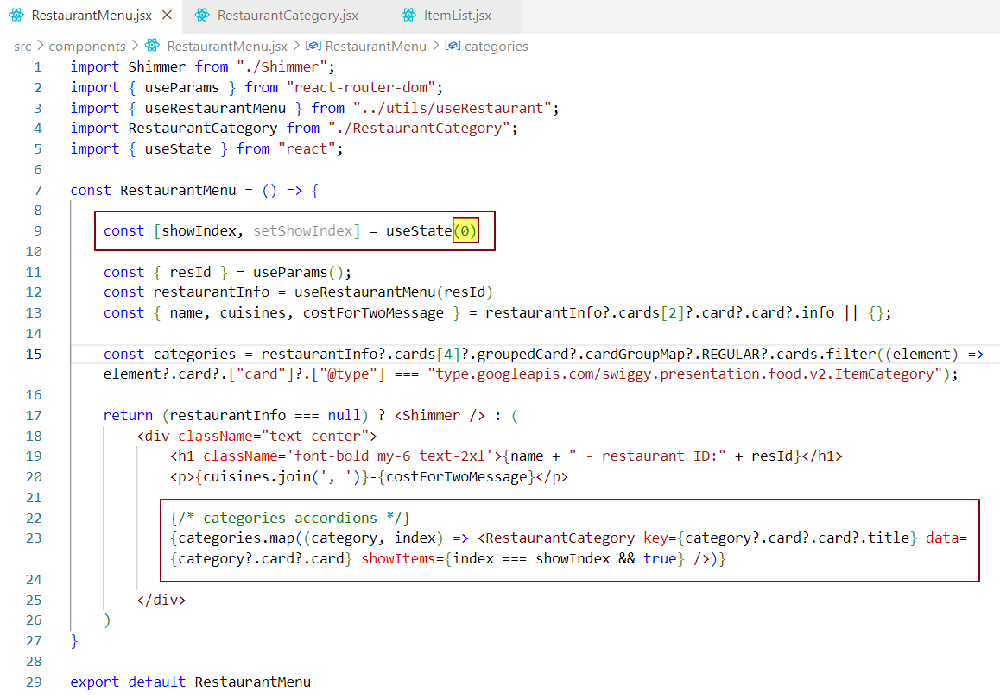 RestaurantMenu.jsx × RestaurantCategory.jsx ItemList.jsx
src > components > RestaurantMenu.jsx > RestaurantMenu > categories
1 import Shimmer from "./Shimmer";
2 import { useParams } from "react-router-dom";
3 import { useRestaurantMenu } from "../utils/useRestaurant";
4 import RestaurantCategory from "./RestaurantCategory";
5 import { useState } from "react";
6
7 const RestaurantMenu = () => {
8
9 const [showIndex, setShowIndex] = useState(0)
10
11 const { resId } = useParams();
12 const restaurantInfo = useRestaurantMenu(resId)
13 const { name, cuisines, costForTwoMessage } = restaurantInfo?.cards[2]?.card?.card?.info || {};
14
15 const categories = restaurantInfo?.cards[4]?.groupedCard?.cardGroupMap?.REGULAR?.cards.filter((element) =>
element?.card?.["card"]?.["@type"] === "type.googleapis.com/swiggy.presentation.food.v2.ItemCategory");
16
17 return (restaurantInfo === null) ? <Shimmer /> : (
18 <div className="text-center">
19 <h1 className='font-bold my-6 text-2xl'>{name + " - restaurant ID:" + resId}</h1>
20 <p>{cuisines.join(', ')}-{costForTwoMessage}</p>
21
22 {/* categories accordions */}
23 {categories.map((category, index) => <RestaurantCategory key={category?.card?.card?.title} data=
{category?.card?.card} showItems={index === showIndex && true} />)}
24
25 </div>
26 )
27 }
28
29 export default RestaurantMenu